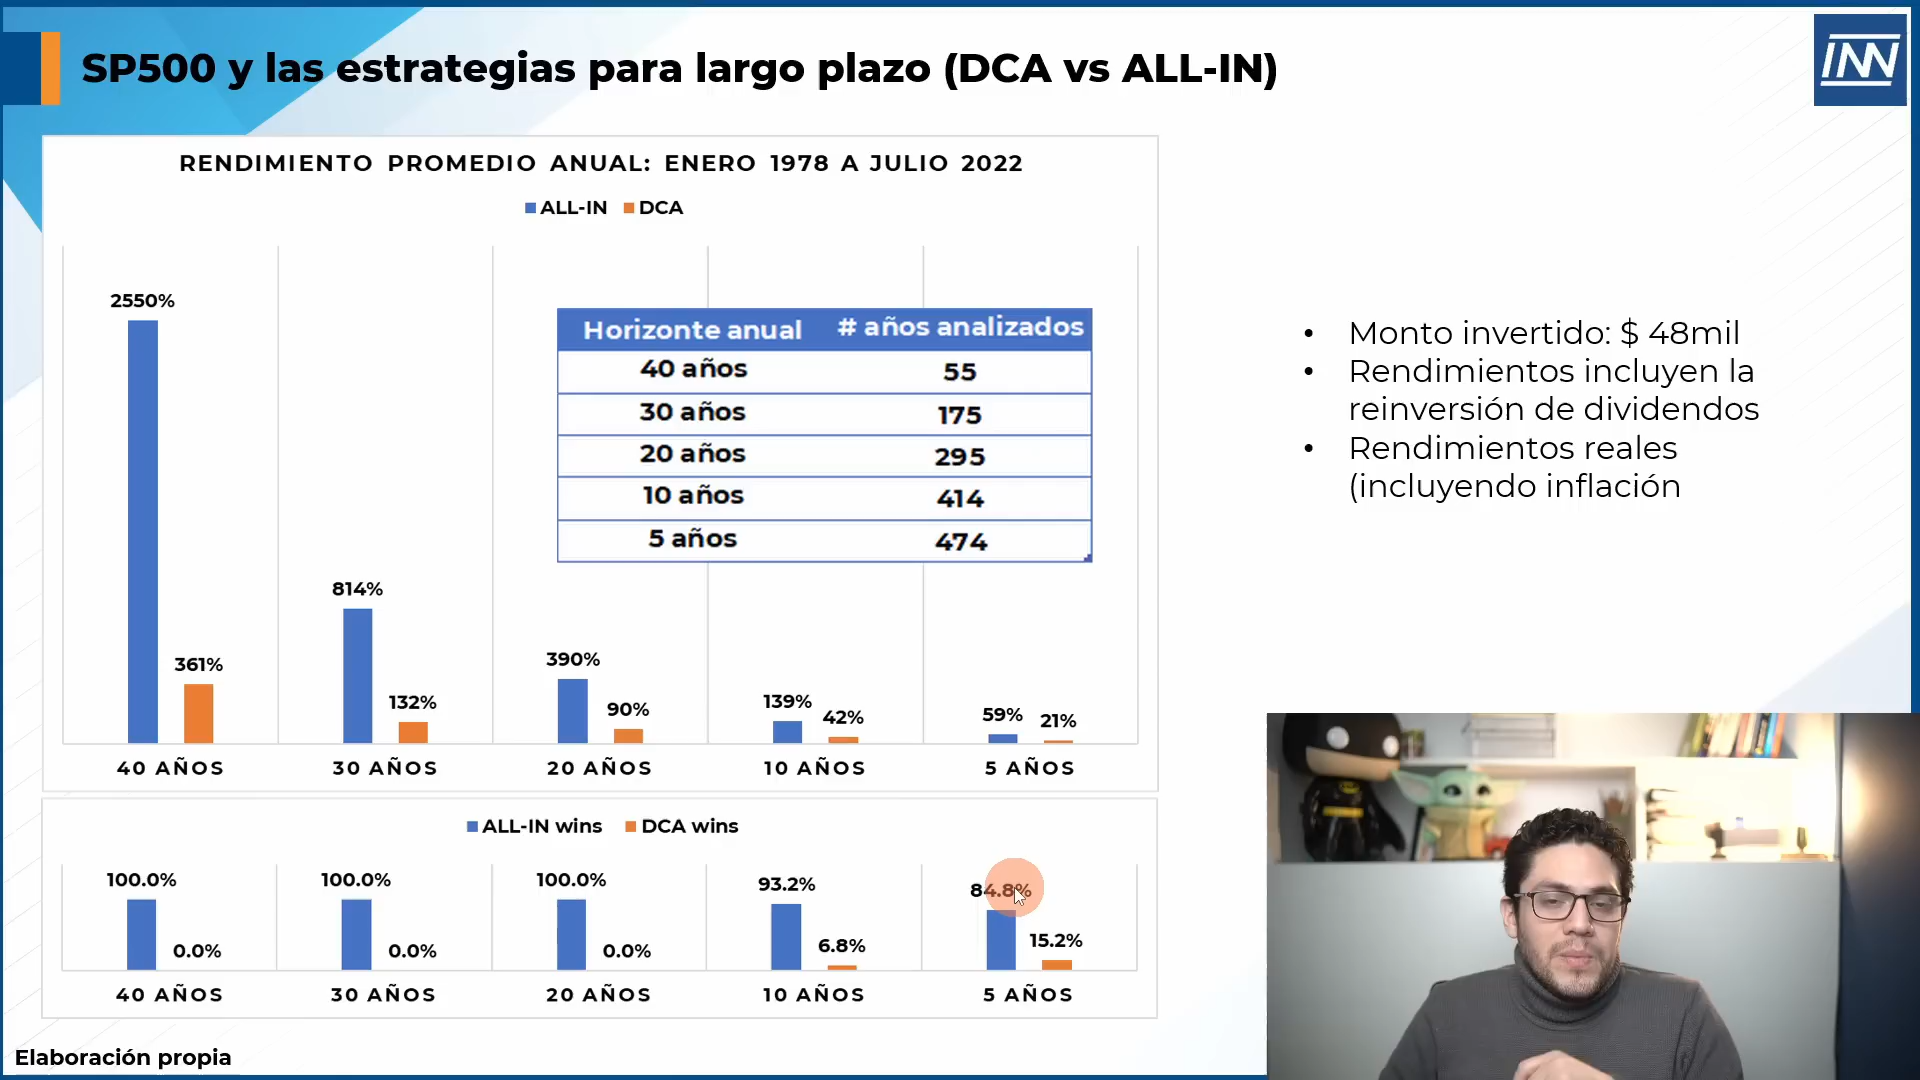 SP500 y las estrategias para largo plazo (DCA vs ALL-IN)
INN
RENDIMIENTO PROMEDIO ANUAL: ENERO 1978 A JULIO 2022
ALL-IN DCA
2550%
361%
814%
132%
390%
90%
139%
42%
59%
21%
40 AÑOS 30 AÑOS 20 AÑOS 10 AÑOS 5 AÑOS
Horizonte anual # años analizados
40 años 55
30 años 175
20 años 295
10 años 414
5 años 474
• Monto invertido: $ 48mil
• Rendimientos incluyen la
reinversión de dividendos
• Rendimientos reales
(incluyendo inflación
ALL-IN wins DCA wins
100.0% 0.0%
100.0% 0.0%
100.0% 0.0%
93.2% 6.8%
84.8% 15.2%
40 AÑOS 30 AÑOS 20 AÑOS 10 AÑOS 5 AÑOS
Elaboración propia